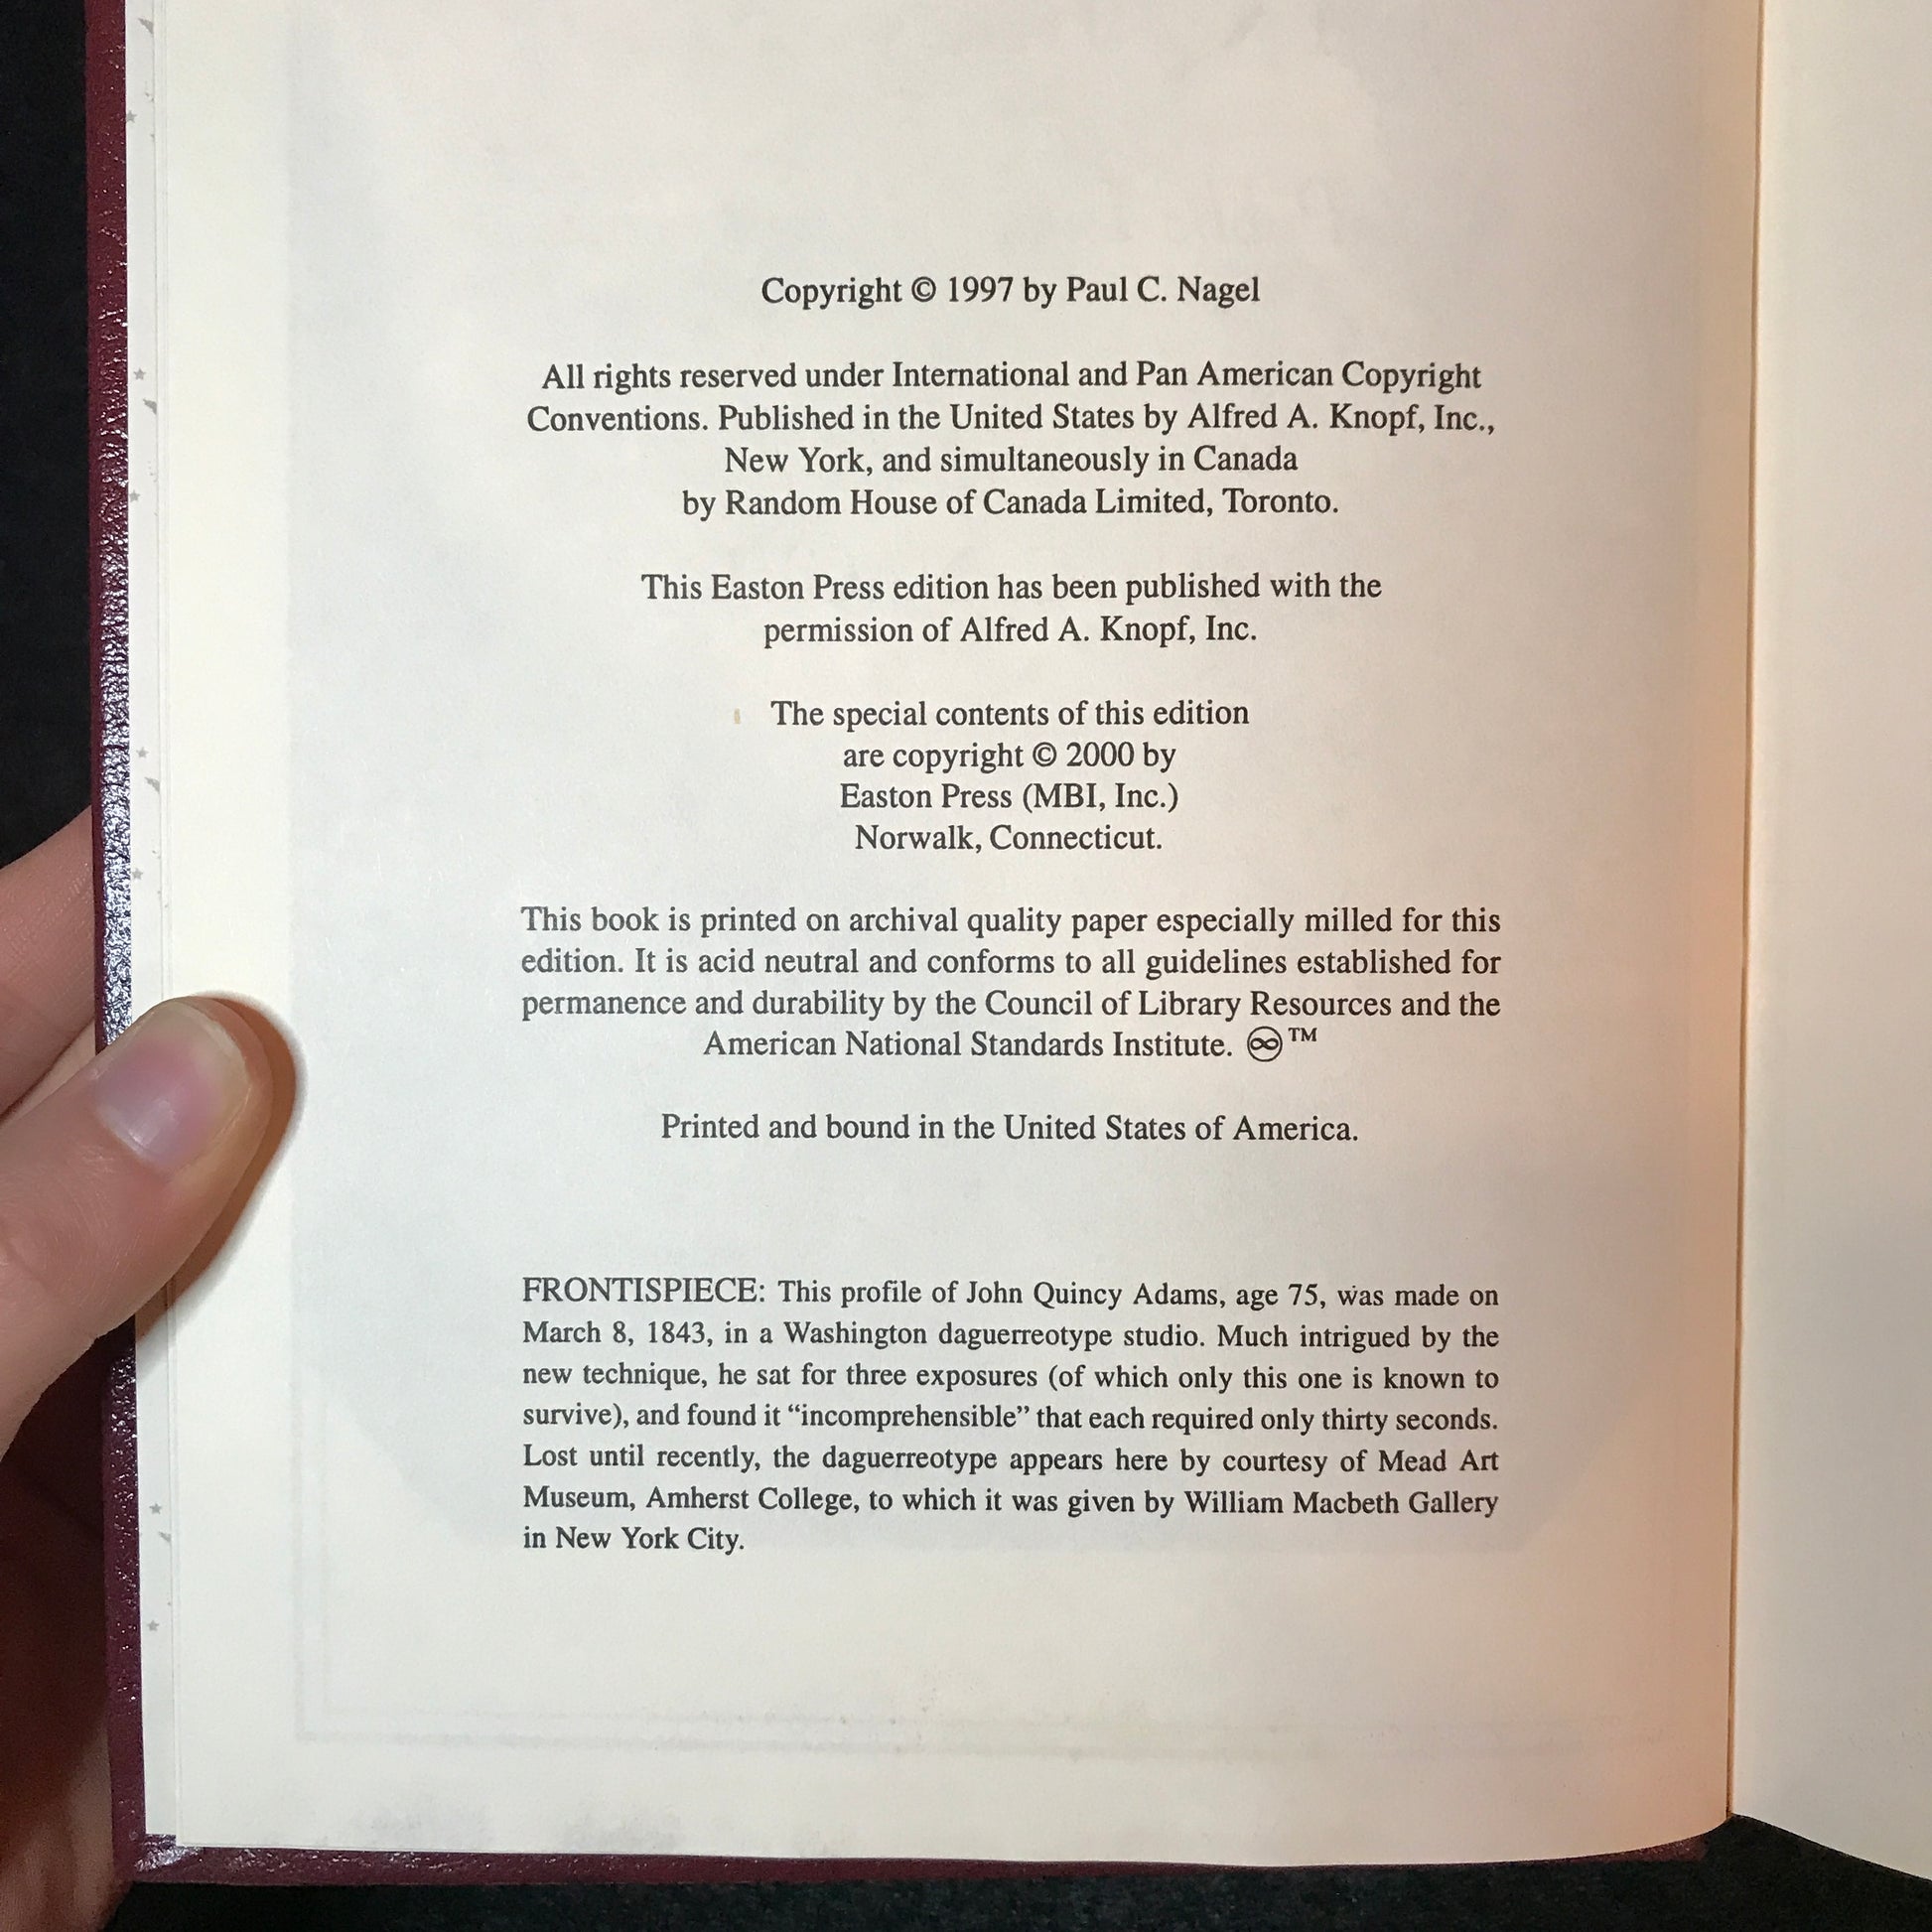 Copyright © 1997 by Paul C. Nagel
All rights reserved under International and Pan American Copyright
Conventions. Published in the United States by Alfred A. Knopf, Inc.,
New York, and simultaneously in Canada
by Random House of Canada Limited, Toronto.
This Easton Press edition has been published with the
permission of Alfred A. Knopf, Inc.
The special contents of this edition
are copyright © 2000 by
Easton Press (MBI, Inc.)
Norwalk, Connecticut.
This book is printed on archival quality paper especially milled for this
edition. It is acid neutral and conforms to all guidelines established for
permanence and durability by the Council of Library Resources and the
American National Standards Institute. ♾™
Printed and bound in the United States of America.
FRONTISPIECE: This profile of John Quincy Adams, age 75, was made on
March 8, 1843, in a Washington daguerreotype studio. Much intrigued by the
new technique, he sat for three exposures (of which only this one is known to
survive), and found it “incomprehensible” that each required only thirty seconds.
Lost until recently, the daguerreotype appears here by courtesy of Mead Art
Museum, Amherst College, to which it was given by William Macbeth Gallery
in New York City.